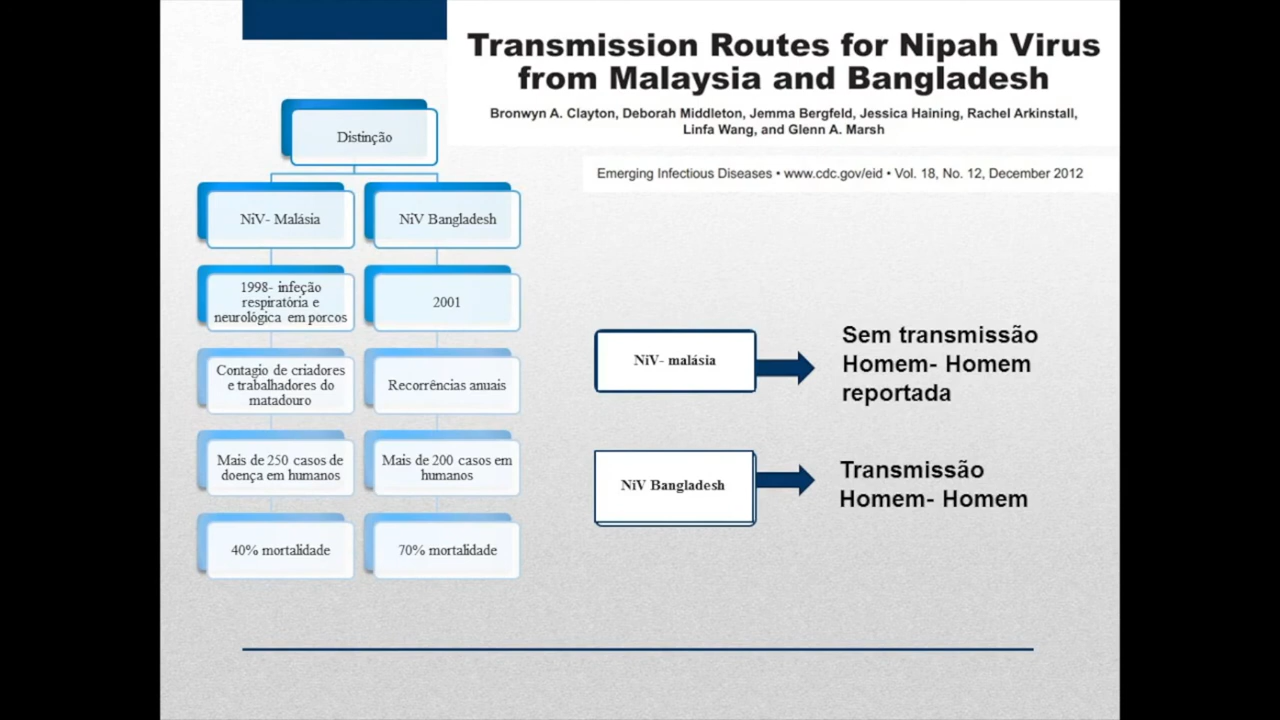 Transmission Routes for Nipah Virus
from Malaysia and Bangladesh
Bronwyn A. Clayton, Deborah Middleton, Jemma Bergfeld, Jessica Haining, Rachel Arkinstall,
Linfa Wang, and Glenn A. Marsh
Emerging Infectious Diseases • www.cdc.gov/eid • Vol. 18, No. 12, December 2012
Distinção
NiV- Malásia
NiV Bangladesh
1998- infeção
respiratória e
neurológica em porcos
2001
Contagio de criadores
e trabalhadores do
matadouro
Recorrências anuais
Mais de 250 casos de
doença em humanos
Mais de 200 casos em
humanos
40% mortalidade
70% mortalidade
NiV- malásia
Sem transmissão
Homem- Homem
reportada
NiV Bangladesh
Transmissão
Homem- Homem